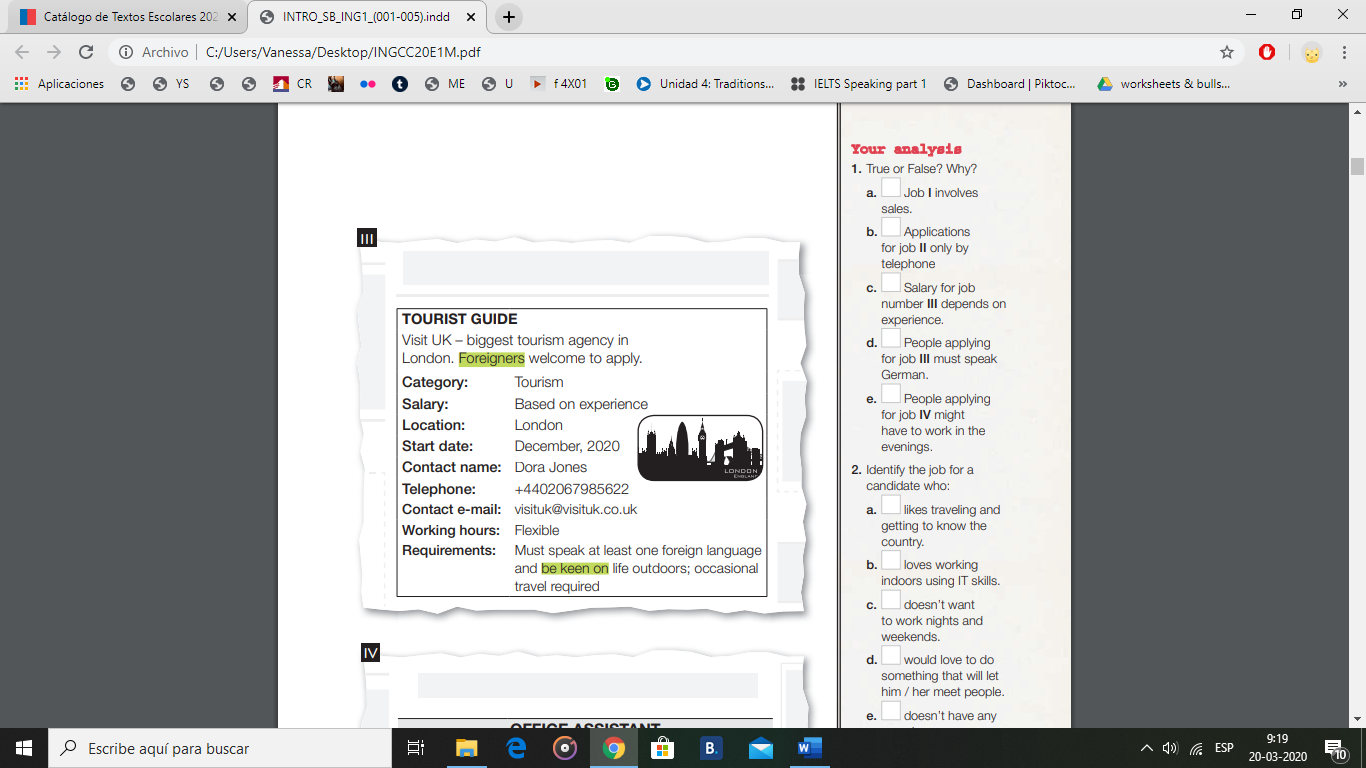 Catálogo de Textos Escolares 202
INTRO_SB_ING1_(001-005).indd
Archivo
C:/Users/Vanessa/Desktop/INGCC20E1M.pdf
Aplicaciones
YS
CR
ME
U
f 4X01
Unidad 4: Traditions...
IELTS Speaking part 1
Dashboard | Piktoc...
worksheets & bulls...
»
III
TOURIST GUIDE
Visit UK – biggest tourism agency in
London. Foreigners welcome to apply.
Category: Tourism
Salary: Based on experience
Location: London
Start date: December, 2020
Contact name: Dora Jones
Telephone: +4402067985622
Contact e-mail: visituk@visituk.co.uk
Working hours: Flexible
Requirements: Must speak at least one foreign language
and be keen on life outdoors; occasional
travel required
LONDON
ENGLAND
IV
OFFICE ASSISTANT
Your analysis
1. True or False? Why?
a. Job I involves
sales.
b. Applications
for job II only by
telephone
c. Salary for job
number III depends on
experience.
d. People applying
for job III must speak
German.
e. People applying
for job IV might
have to work in the
evenings.
2. Identify the job for a
candidate who:
a. likes traveling and
getting to know the
country.
b. loves working
indoors using IT skills.
c. doesn't want
to work nights and
weekends.
d. would love to do
something that will let
him / her meet people.
e. doesn't have any
Escribe aquí para buscar
B.
ESP
9:19
20-03-2020
10